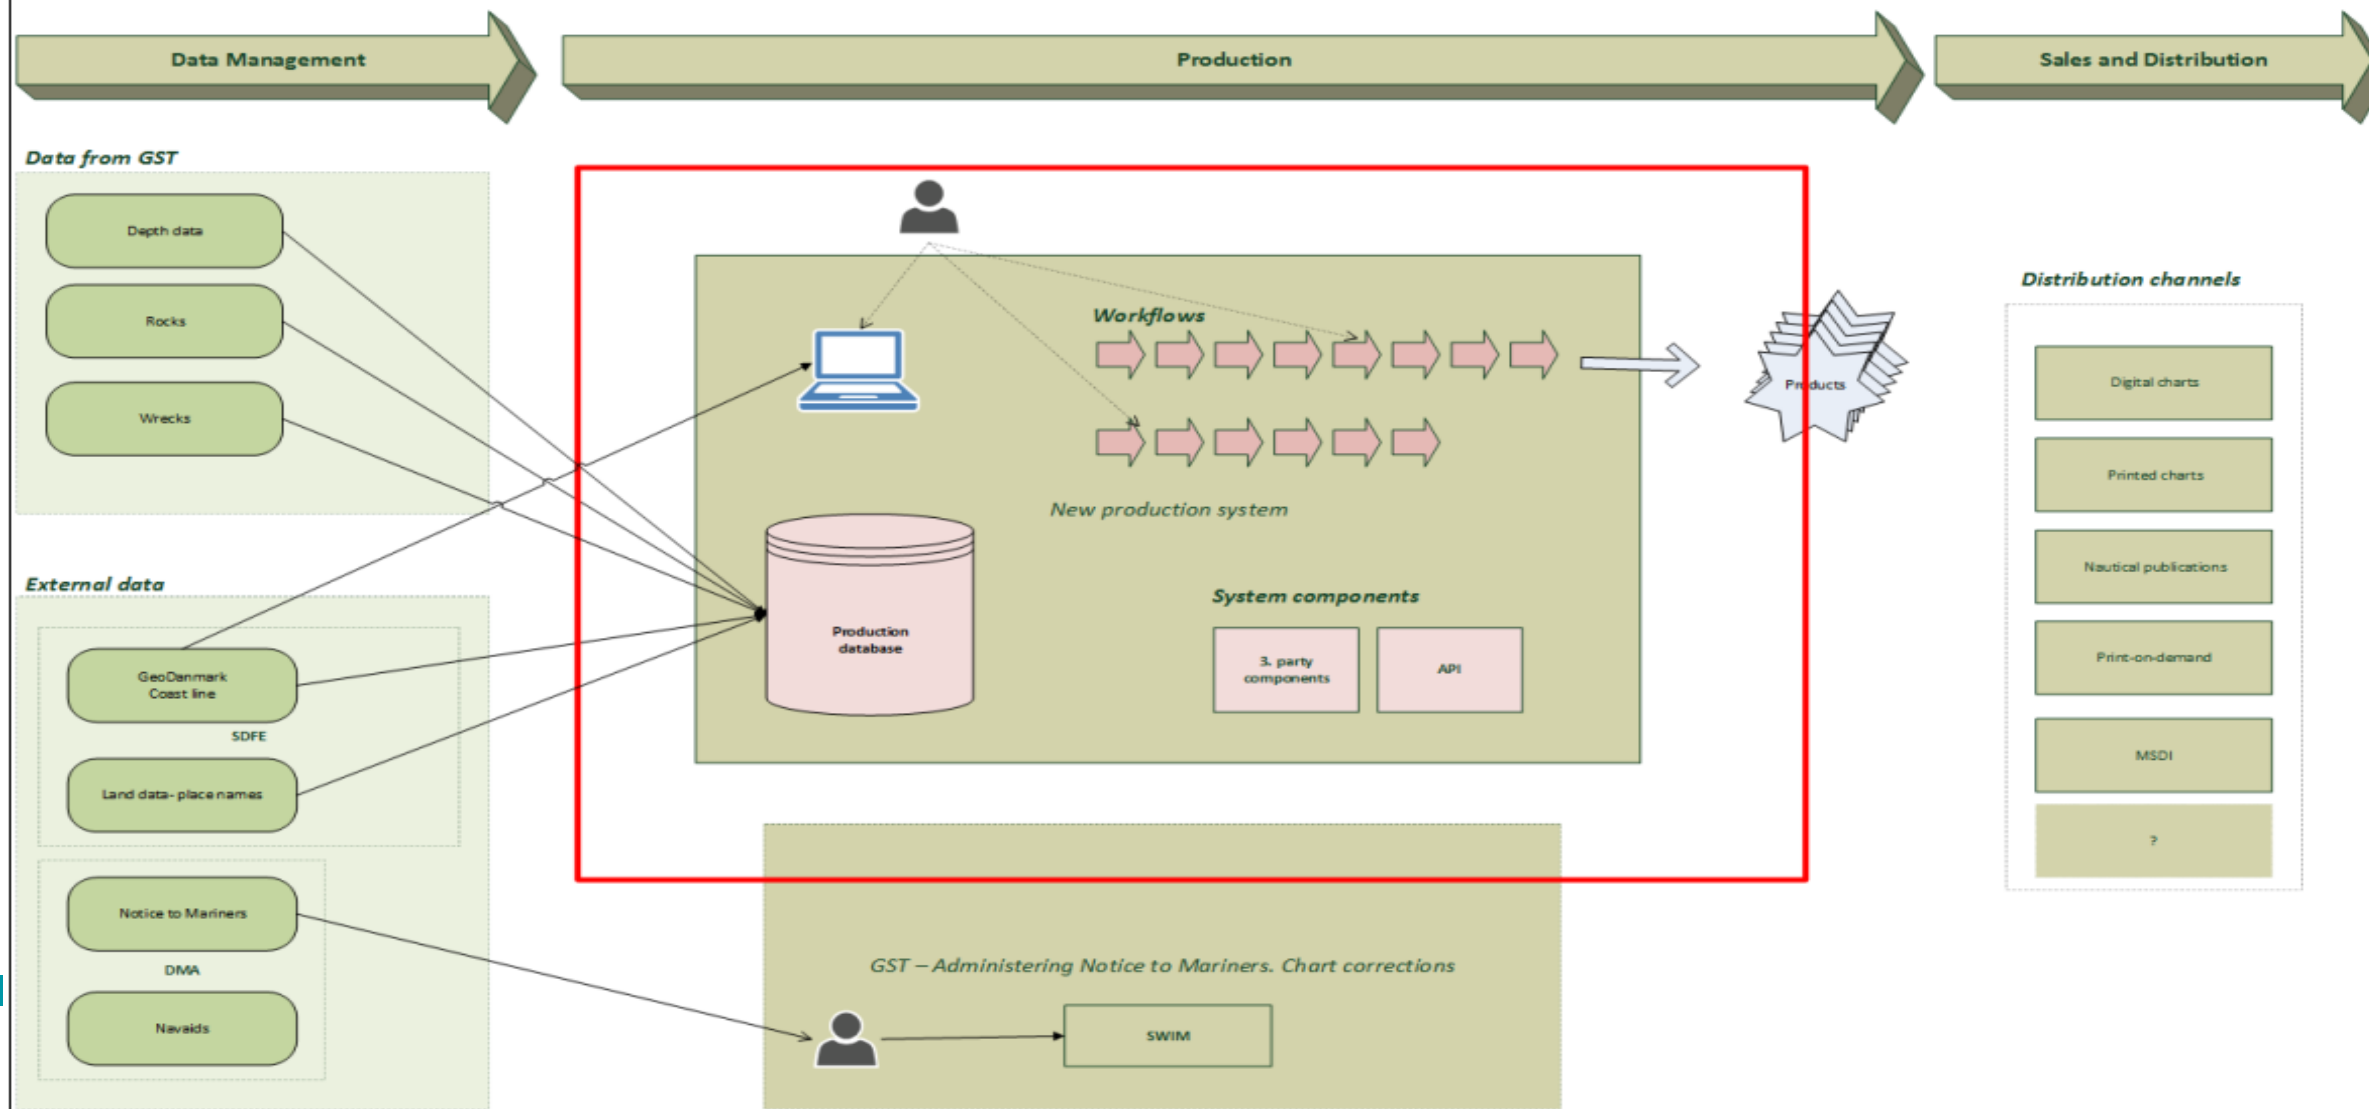 Data Management
Production
Sales and Distribution
Data from GST
Depth data
Rocks
Wrecks
External data
GeoDanmark
Coast line
SDFE
Land data- place names
Notice to Mariners
DMA
Navaids
Workflows
New production system
Production
database
System components
3. party
components
API
Products
GST – Administering Notice to Mariners. Chart corrections
SWIM
Distribution channels
Digital charts
Printed charts
Nautical publications
Print-on-demand
MSDI
?